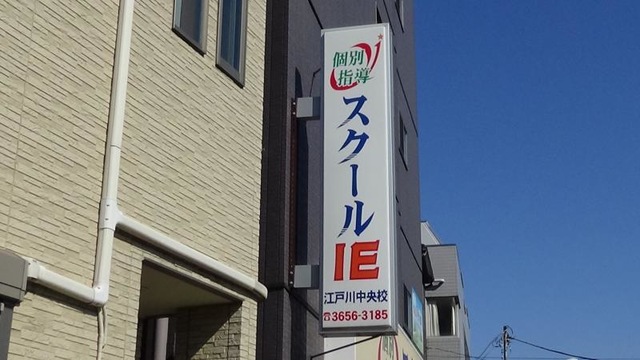 個別
指導
スクール
IE
江戸川中央校
☎3656-3185